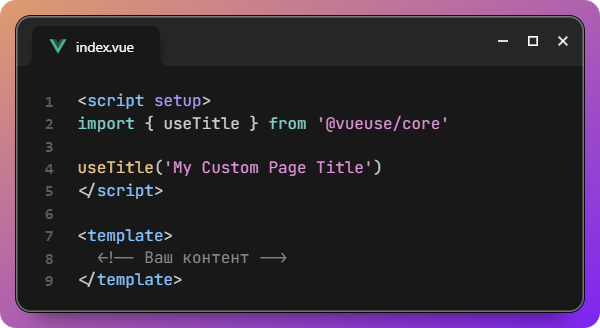 index.vue
1 <script setup>
2 import { useTitle } from '@vueuse/core'
3
4 useTitle('My Custom Page Title')
5 </script>
6
7 <template>
8   <!-- Ваш контент -->
9 </template>